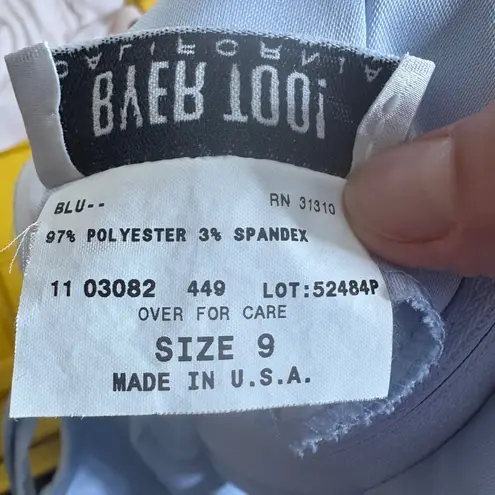 BYER TOO!
CALIFORNIA
BLU-- RN 31310
97% POLYESTER 3% SPANDEX
11 03082 449 LOT:52484P
OVER FOR CARE
SIZE 9
MADE IN U.S.A.